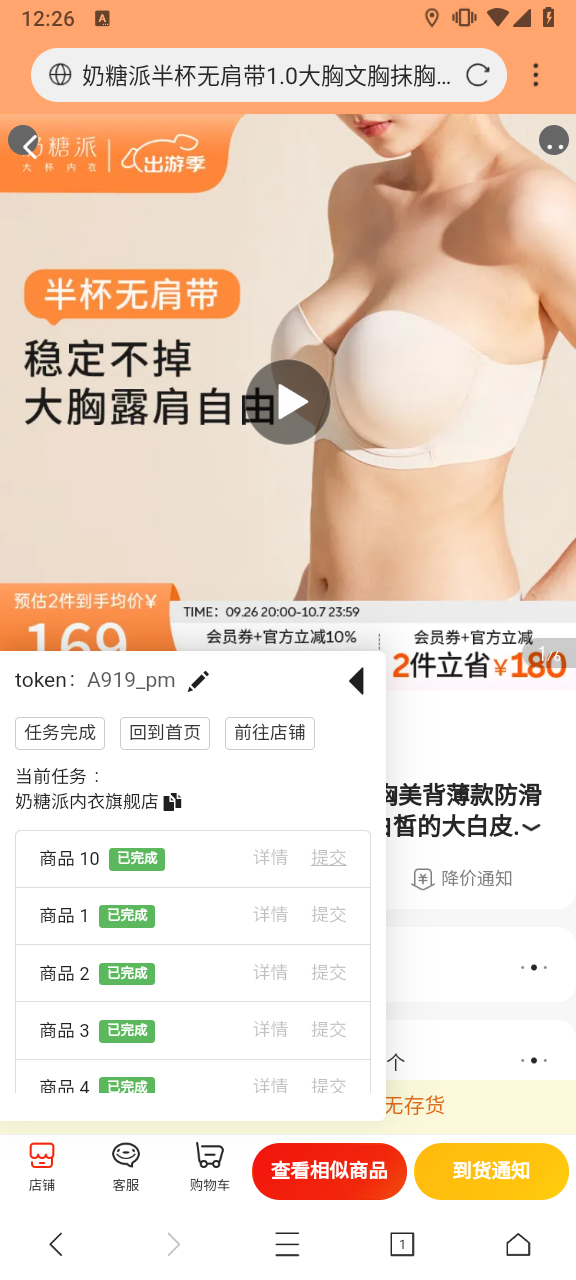 12:26
A
奶糖派半杯无肩带1.0大胸文胸抹胸...
奶糖派
大杯内衣
出游季
半杯无肩带
稳定不掉
大胸露肩自由
预估2件到手均价¥
169
TIME: 09.26 20:00-10.7 23:59
会员券+官方立减10%
会员券+官方立减
2件立省¥180
1/6
token： A919_pm
任务完成
回到首页
前往店铺
当前任务：
奶糖派内衣旗舰店
胸美背薄款防滑
白皙的大白皮.
降价通知
商品 10 已完成 详情 提交
商品 1 已完成 详情 提交
商品 2 已完成 详情 提交
商品 3 已完成 详情 提交
商品 4 已完成 详情 提交
个
无存货
店铺
客服
购物车
查看相似商品
到货通知
1